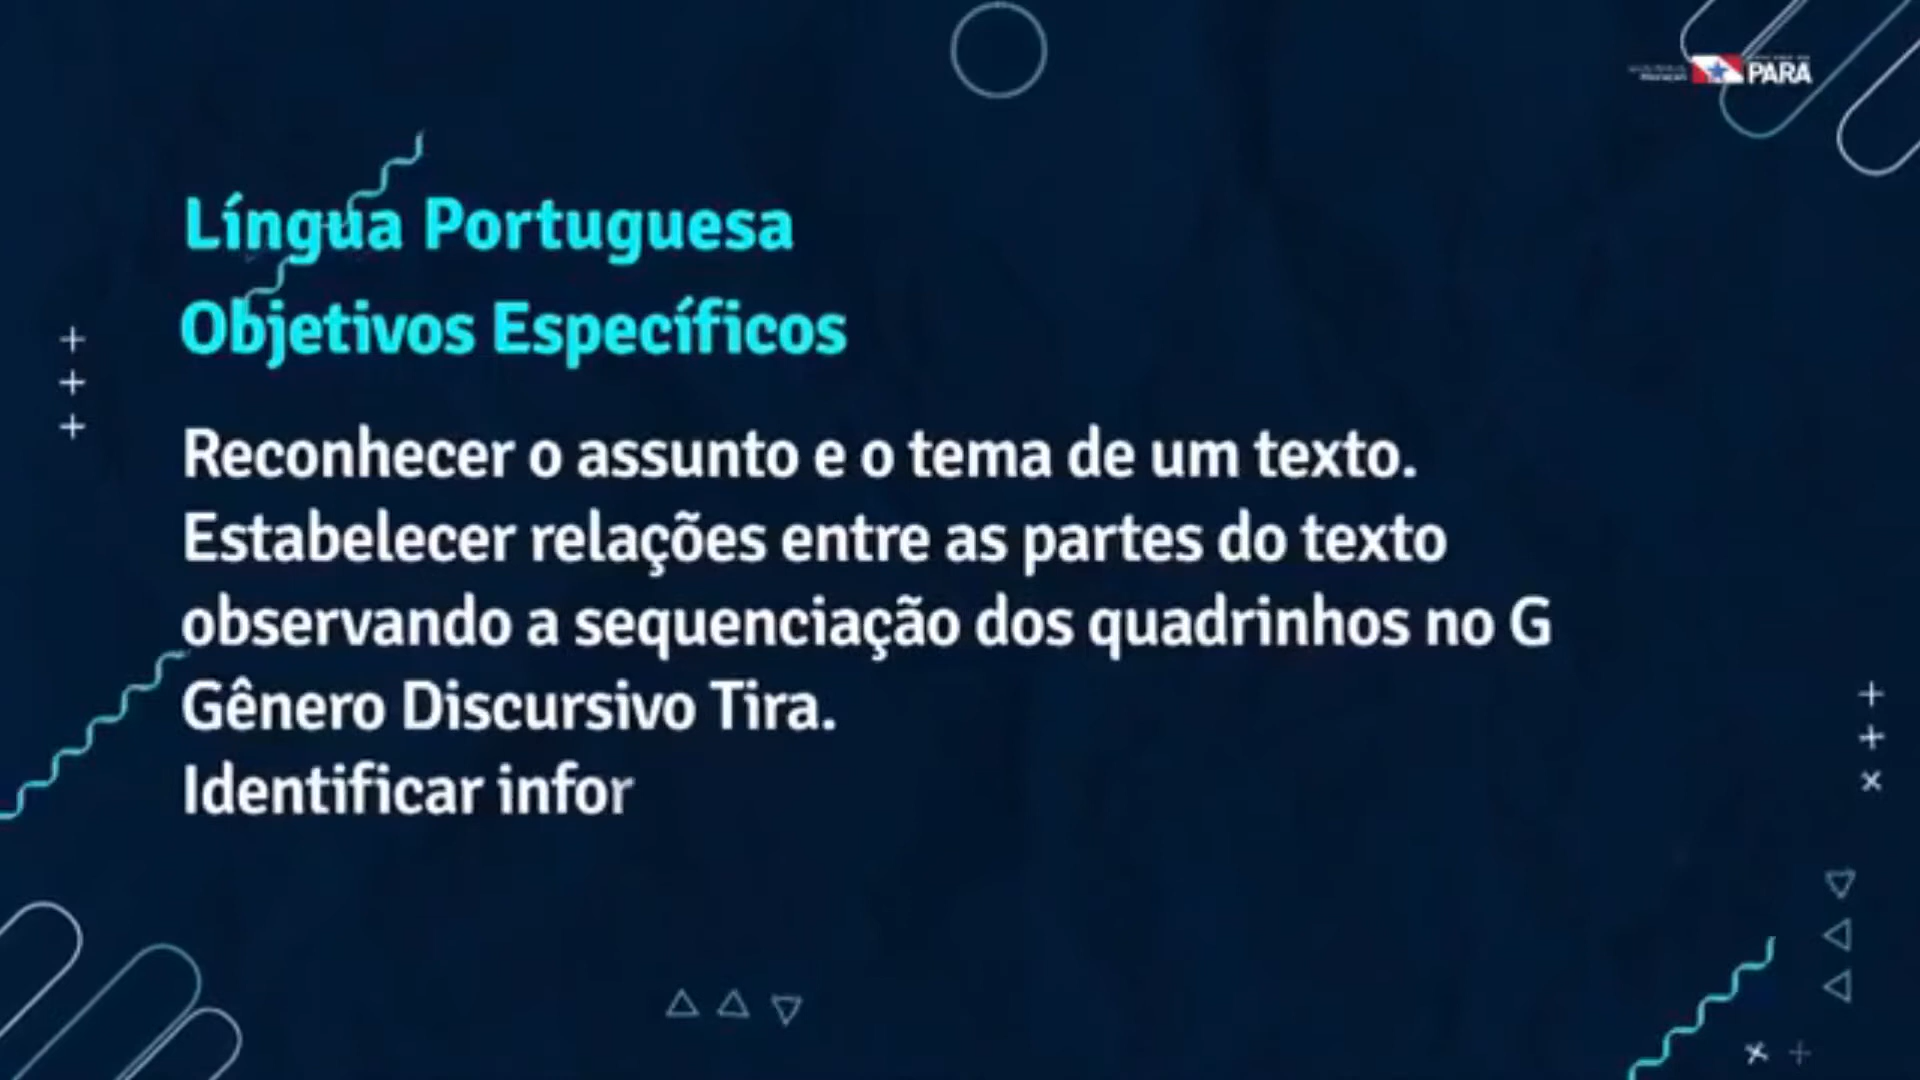 PARÁ
Língua Portuguesa
Objetivos Específicos
Reconhecer o assunto e o tema de um texto.
Estabelecer relações entre as partes do texto
observando a sequenciação dos quadrinhos no G
Gênero Discursivo Tira.
Identificar infor